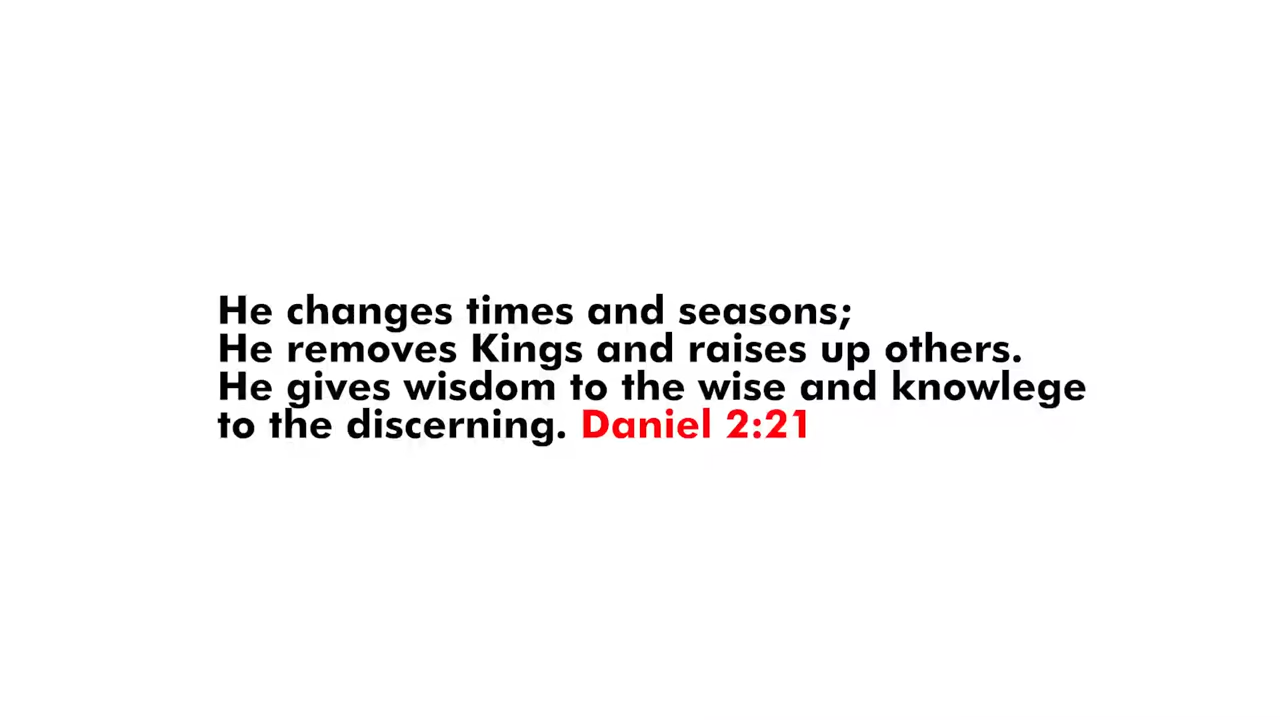 He changes times and seasons;
He removes Kings and raises up others.
He gives wisdom to the wise and knowlege
to the discerning. Daniel 2:21